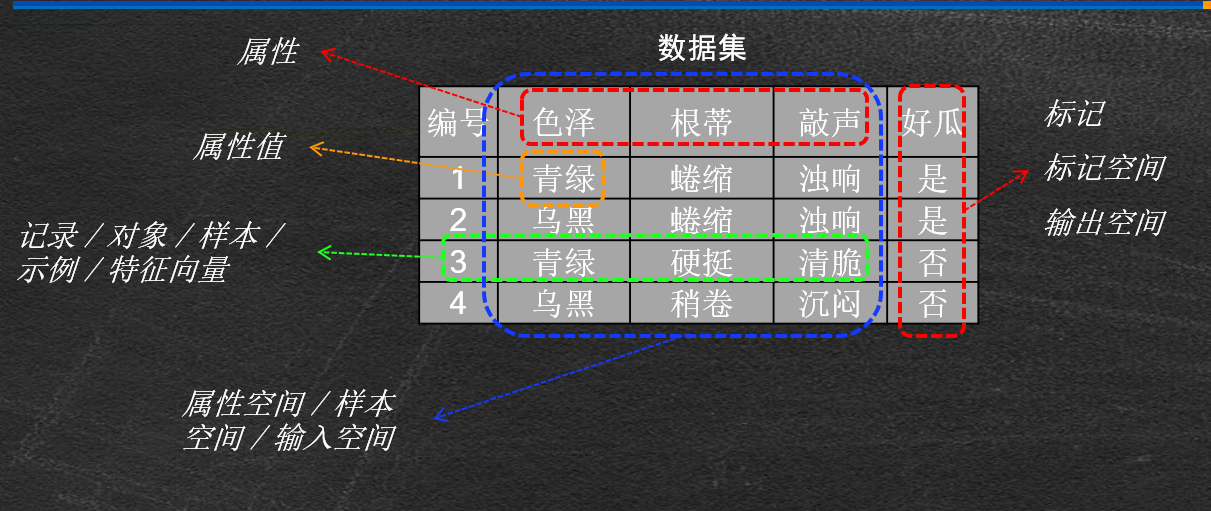 数据集
属性
属性值
记录/对象/样本/
示例/特征向量
属性空间/样本
空间/输入空间
编号 色泽 根蒂 敲声 好瓜
1 青绿 蜷缩 浊响 是
2 乌黑 蜷缩 浊响 是
3 青绿 硬挺 清脆 否
4 乌黑 稍卷 沉闷 否
标记
标记空间
输出空间